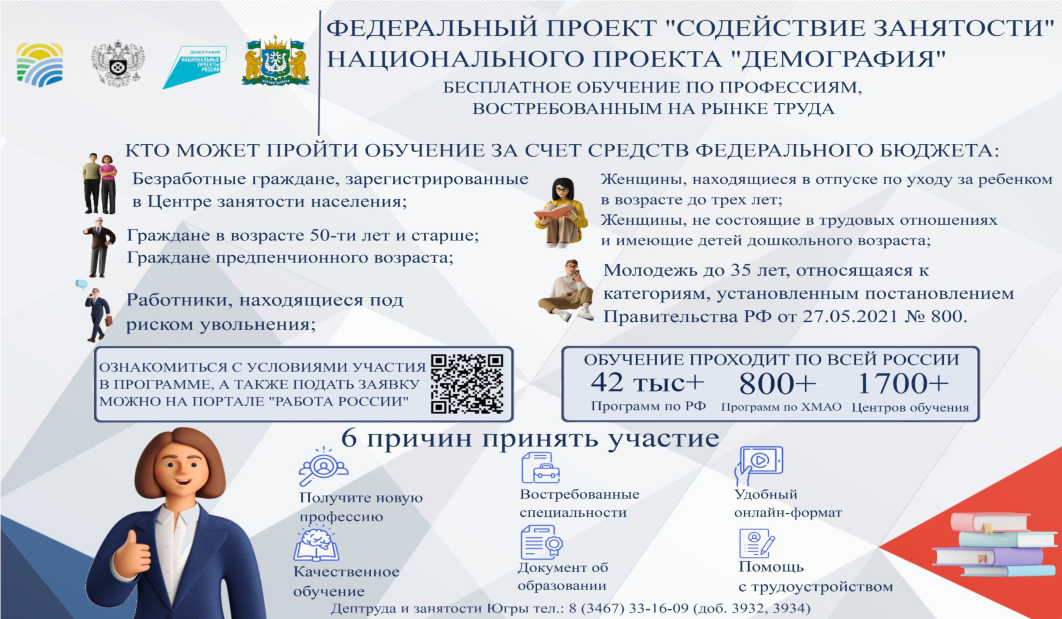 ФЕДЕРАЛЬНЫЙ ПРОЕКТ "СОДЕЙСТВИЕ ЗАНЯТОСТИ"
НАЦИОНАЛЬНОГО ПРОЕКТА "ДЕМОГРАФИЯ"
БЕСПЛАТНОЕ ОБУЧЕНИЕ ПО ПРОФЕССИЯМ,
ВОСТРЕБОВАННЫМ НА РЫНКЕ ТРУДА
ДЕМОГРАФИЯ
НАЦИОНАЛЬНЫЕ
ПРОЕКТЫ
РОССИИ
КТО МОЖЕТ ПРОЙТИ ОБУЧЕНИЕ ЗА СЧЕТ СРЕДСТВ ФЕДЕРАЛЬНОГО БЮДЖЕТА:
Безработные граждане, зарегистрированные
в Центре занятости населения;
Граждане в возрасте 50-ти лет и старше;
Граждане предпенчионного возраста;
Работники, находящиеся под
риском увольнения;
Женщины, находящиеся в отпуске по уходу за ребенком
в возрасте до трех лет;
Женщины, не состоящие в трудовых отношениях
и имеющие детей дошкольного возраста;
Молодежь до 35 лет, относящаяся к
категориям, установленным постановлением
Правительства РФ от 27.05.2021 № 800.
ОЗНАКОМИТЬСЯ С УСЛОВИЯМИ УЧАСТИЯ
В ПРОГРАММЕ, А ТАКЖЕ ПОДАТЬ ЗАЯВКУ
МОЖНО НА ПОРТАЛЕ "РАБОТА РОССИИ"
ОБУЧЕНИЕ ПРОХОДИТ ПО ВСЕЙ РОССИИ
42 тыс+ 800+ 1700+
Программ по РФ Программ по ХМАО Центров обучения
6 причин принять участие
Получите новую
профессию
Востребованные
специальности
Удобный
онлайн-формат
Качественное
обучение
Документ об
образовании
Помощь
с трудоустройством
Дептруда и занятости Югры тел.: 8 (3467) 33-16-09 (доб. 3932, 3934)